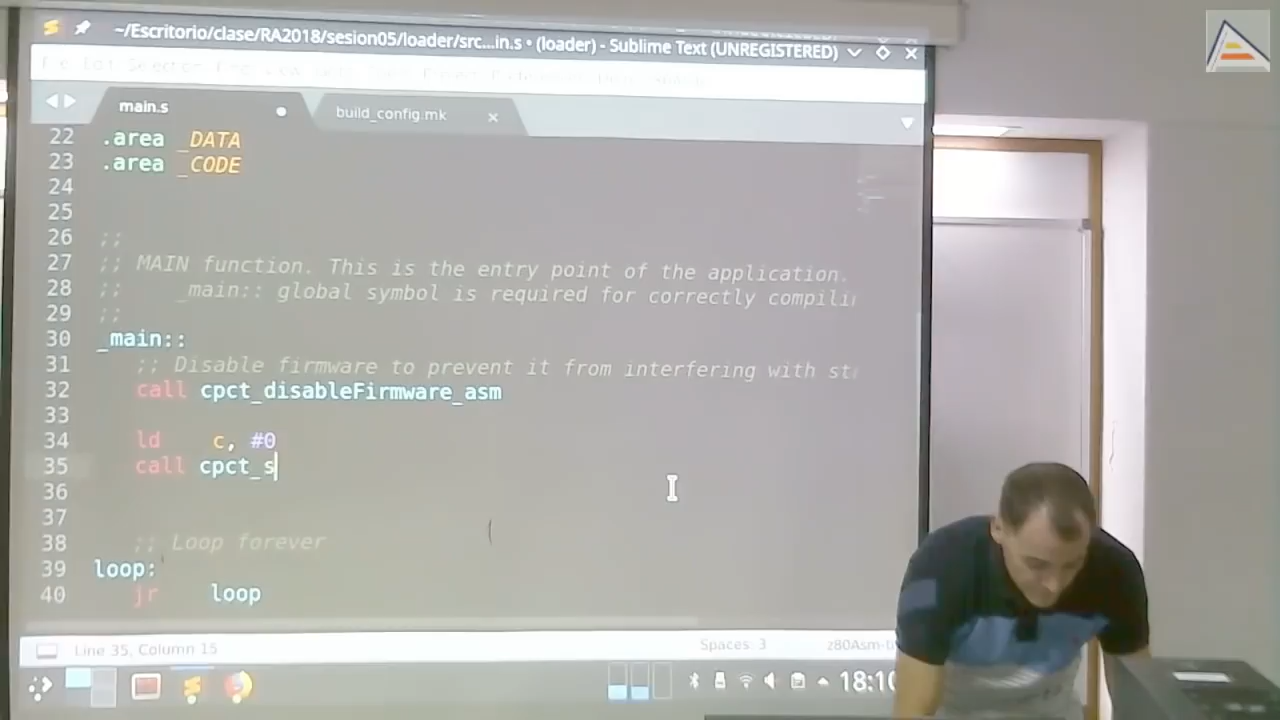 ~/Escritorio/clase/RA2018/sesion05/loader/src...in.s • (loader) - Sublime Text (UNREGISTERED)
main.s
build_config.mk
22 .area _DATA
23 .area _CODE
24
25
26 ;;
27 ;; MAIN function. This is the entry point of the application.
28 ;; _main:: global symbol is required for correctly compili
29 ;;
30 _main::
31 ;; Disable firmware to prevent it from interfering with st
32 call cpct_disableFirmware_asm
33
34 ld c, #0
35 call cpct_s
36
37
38 ;; Loop forever
39 loop:
40 jr loop
Line 35, Column 15
Spaces: 3
z80Asm-ti
18:10